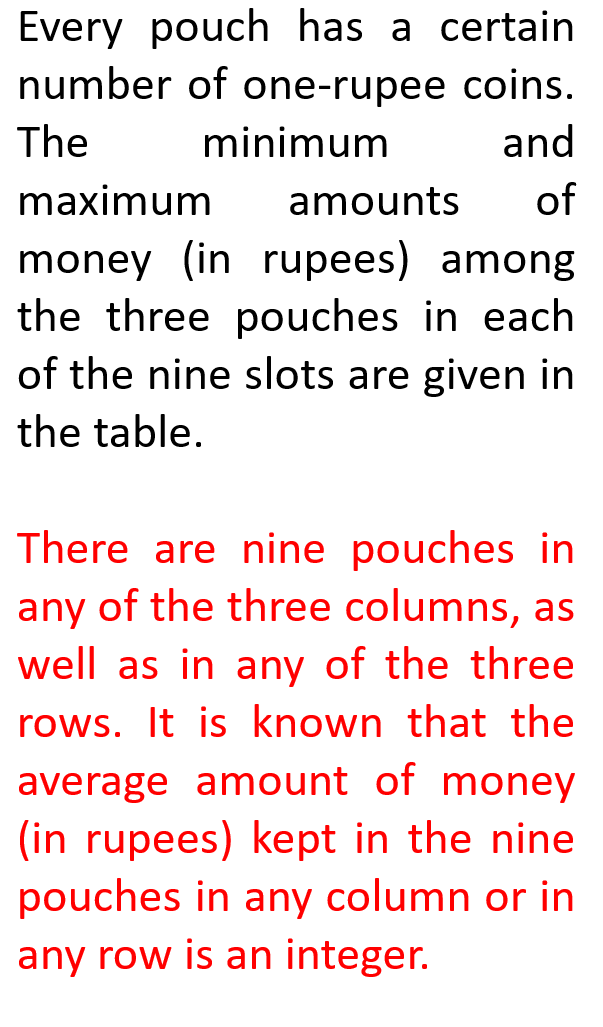 Every pouch has a certain
number of one-rupee coins.
The minimum and
maximum amounts of
money (in rupees) among
the three pouches in each
of the nine slots are given in
the table.
There are nine pouches in
any of the three columns, as
well as in any of the three
rows. It is known that the
average amount of money
(in rupees) kept in the nine
pouches in any column or in
any row is an integer.